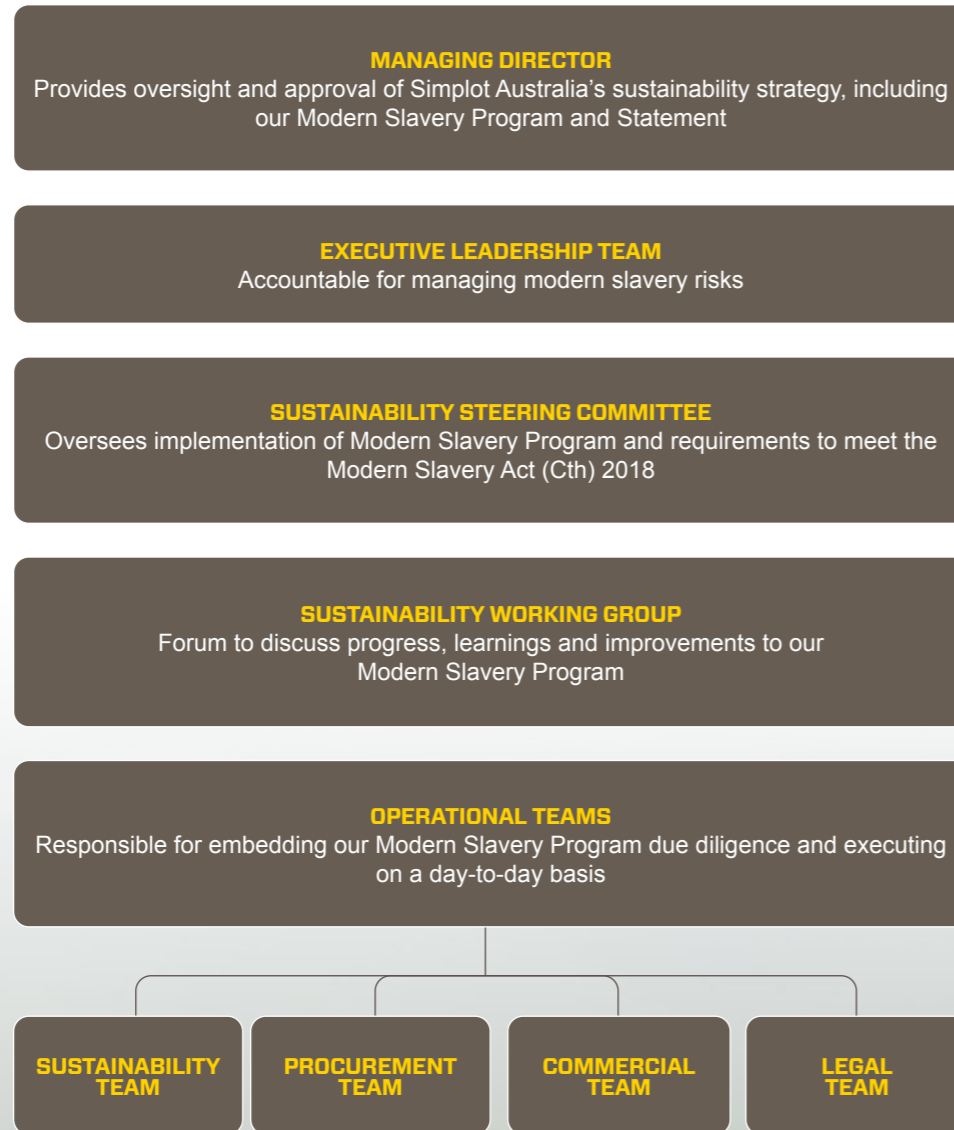 MANAGING DIRECTOR
Provides oversight and approval of Simplot Australia’s sustainability strategy, including
our Modern Slavery Program and Statement
EXECUTIVE LEADERSHIP TEAM
Accountable for managing modern slavery risks
SUSTAINABILITY STEERING COMMITTEE
Oversees implementation of Modern Slavery Program and requirements to meet the
Modern Slavery Act (Cth) 2018
SUSTAINABILITY WORKING GROUP
Forum to discuss progress, learnings and improvements to our
Modern Slavery Program
OPERATIONAL TEAMS
Responsible for embedding our Modern Slavery Program due diligence and executing
on a day-to-day basis
SUSTAINABILITY
TEAM
PROCUREMENT
TEAM
COMMERCIAL
TEAM
LEGAL
TEAM